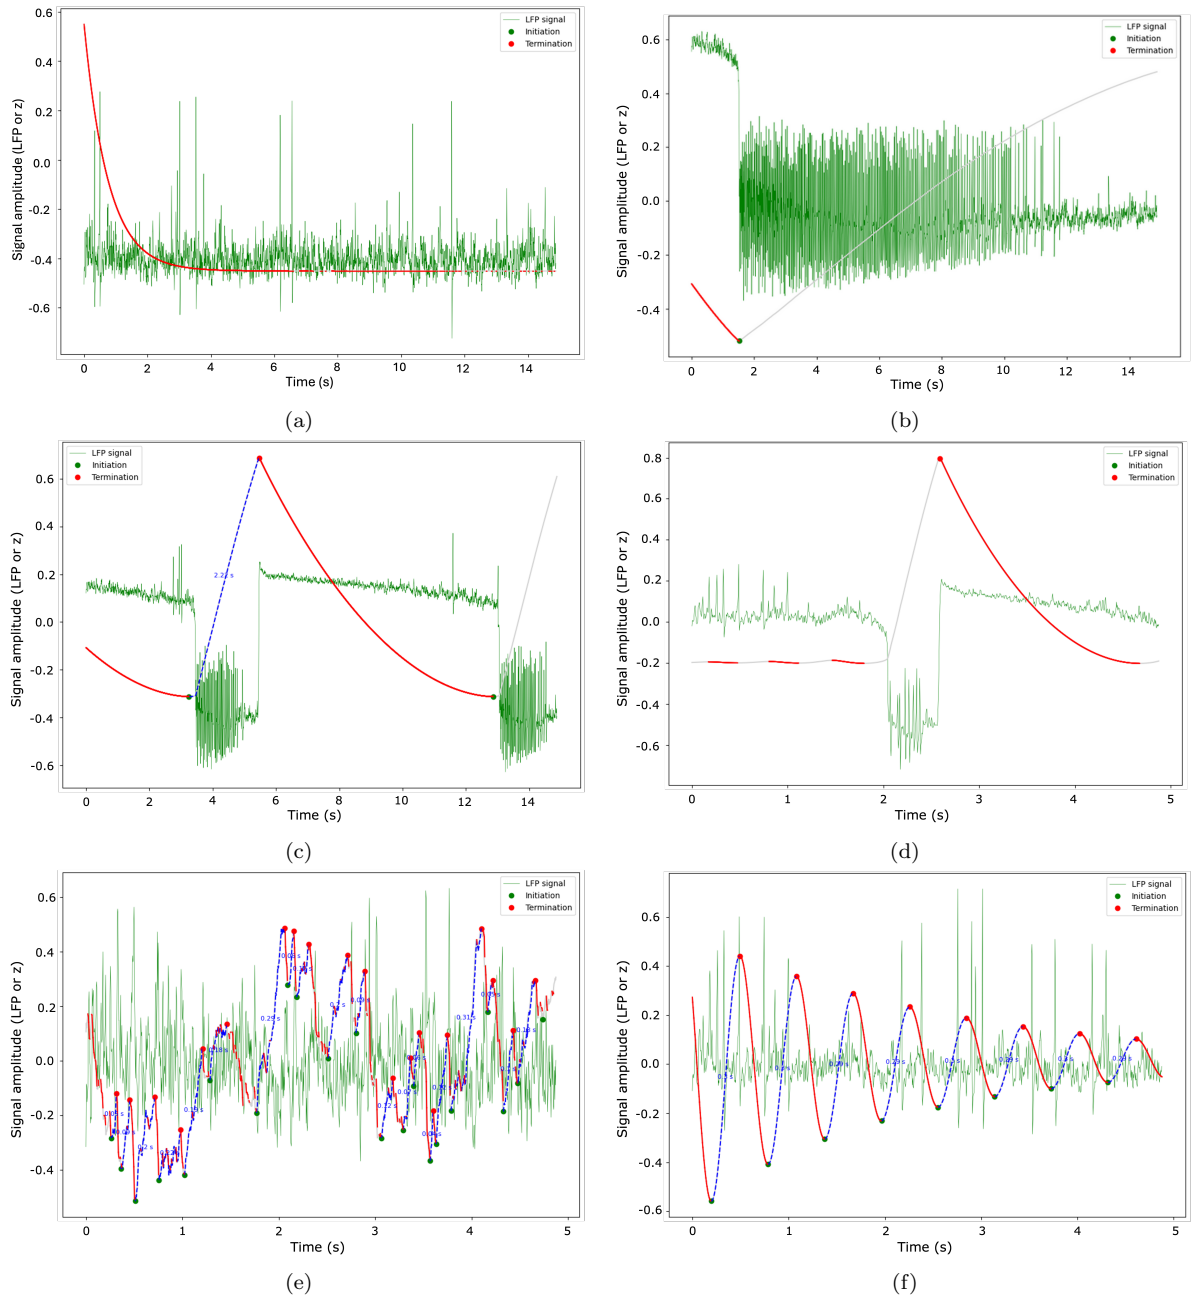 0.6
0.4
0.2
0.0
-0.2
-0.4
-0.6
Signal amplitude (LFP or z)
LFP signal
Initiation
Termination
0 2 4 6 8 10 12 14
Time (s)
(a)
0.6
0.4
0.2
0.0
-0.2
-0.4
Signal amplitude (LFP or z)
LFP signal
Initiation
Termination
0 2 4 6 8 10 12 14
Time (s)
(b)
0.6
0.4
0.2
0.0
-0.2
-0.4
-0.6
Signal amplitude (LFP or z)
LFP signal
Initiation
Termination
0 2 4 6 8 10 12 14
Time (s)
(c)
0.8
0.6
0.4
0.2
0.0
-0.2
-0.4
-0.6
Signal amplitude (LFP or z)
LFP signal
Initiation
Termination
0 1 2 3 4 5
Time (s)
(d)
0.6
0.4
0.2
0.0
-0.2
-0.4
Signal amplitude (LFP or z)
LFP signal
Initiation
Termination
0.2 s
0.29 s
0.31 s
0 1 2 3 4 5
Time (s)
(e)
0.6
0.4
0.2
0.0
-0.2
-0.4
-0.6
Signal amplitude (LFP or z)
LFP signal
Initiation
Termination
0.29 s
0 1 2 3 4 5
Time (s)
(f)